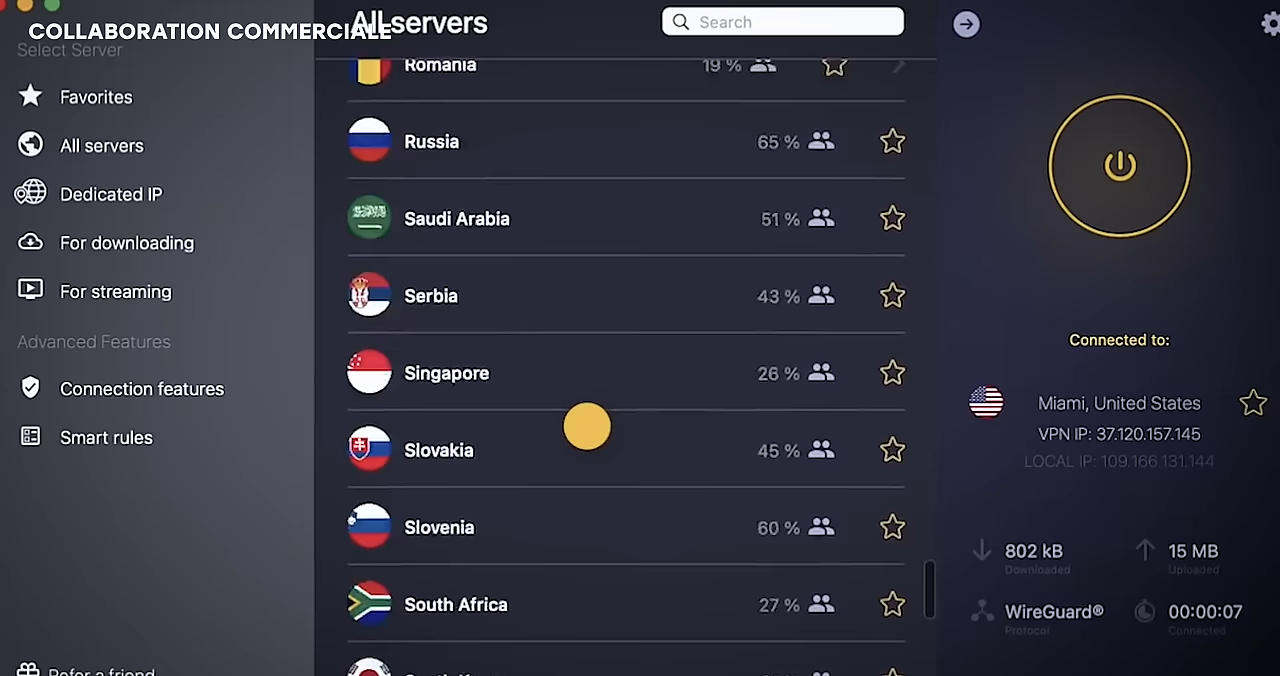 COLLABORATION COMMERCIALE
All servers
Search
Select Server
Favorites
All servers
Dedicated IP
For downloading
For streaming
Advanced Features
Connection features
Smart rules
Refer a friend
Romania
19 %
Russia
65 %
Saudi Arabia
51 %
Serbia
43 %
Singapore
26 %
Slovakia
45 %
Slovenia
60 %
South Africa
27 %
Connected to:
Miami, United States
VPN IP: 37.120.157.145
LOCAL IP: 109.166.131.144
802 kB
Downloaded
15 MB
Uploaded
WireGuard®
Protocol
00:00:07
Connected